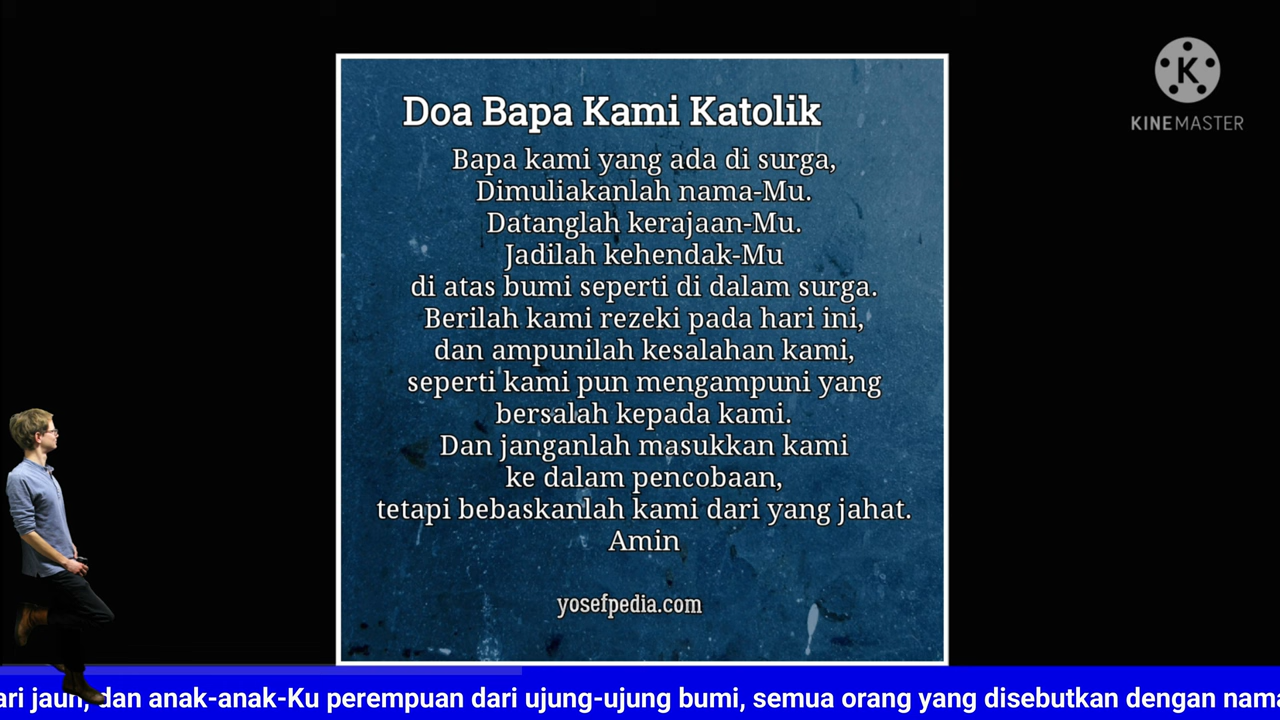 Doa Bapa Kami Katolik
Bapa kami yang ada di surga,
Dimuliakanlah nama-Mu.
Datanglah kerajaan-Mu.
Jadilah kehendak-Mu
di atas bumi seperti di dalam surga.
Berilah kami rezeki pada hari ini,
dan ampunilah kesalahan kami,
seperti kami pun mengampuni yang
bersalah kepada kami.
Dan janganlah masukkan kami
ke dalam pencobaan,
tetapi bebaskanlah kami dari yang jahat.
Amin
yosefpedia.com
K
KINEMASTER
dan anak-anak-Ku perempuan dari ujung-ujung bumi, semua orang yang disebutkan dengan